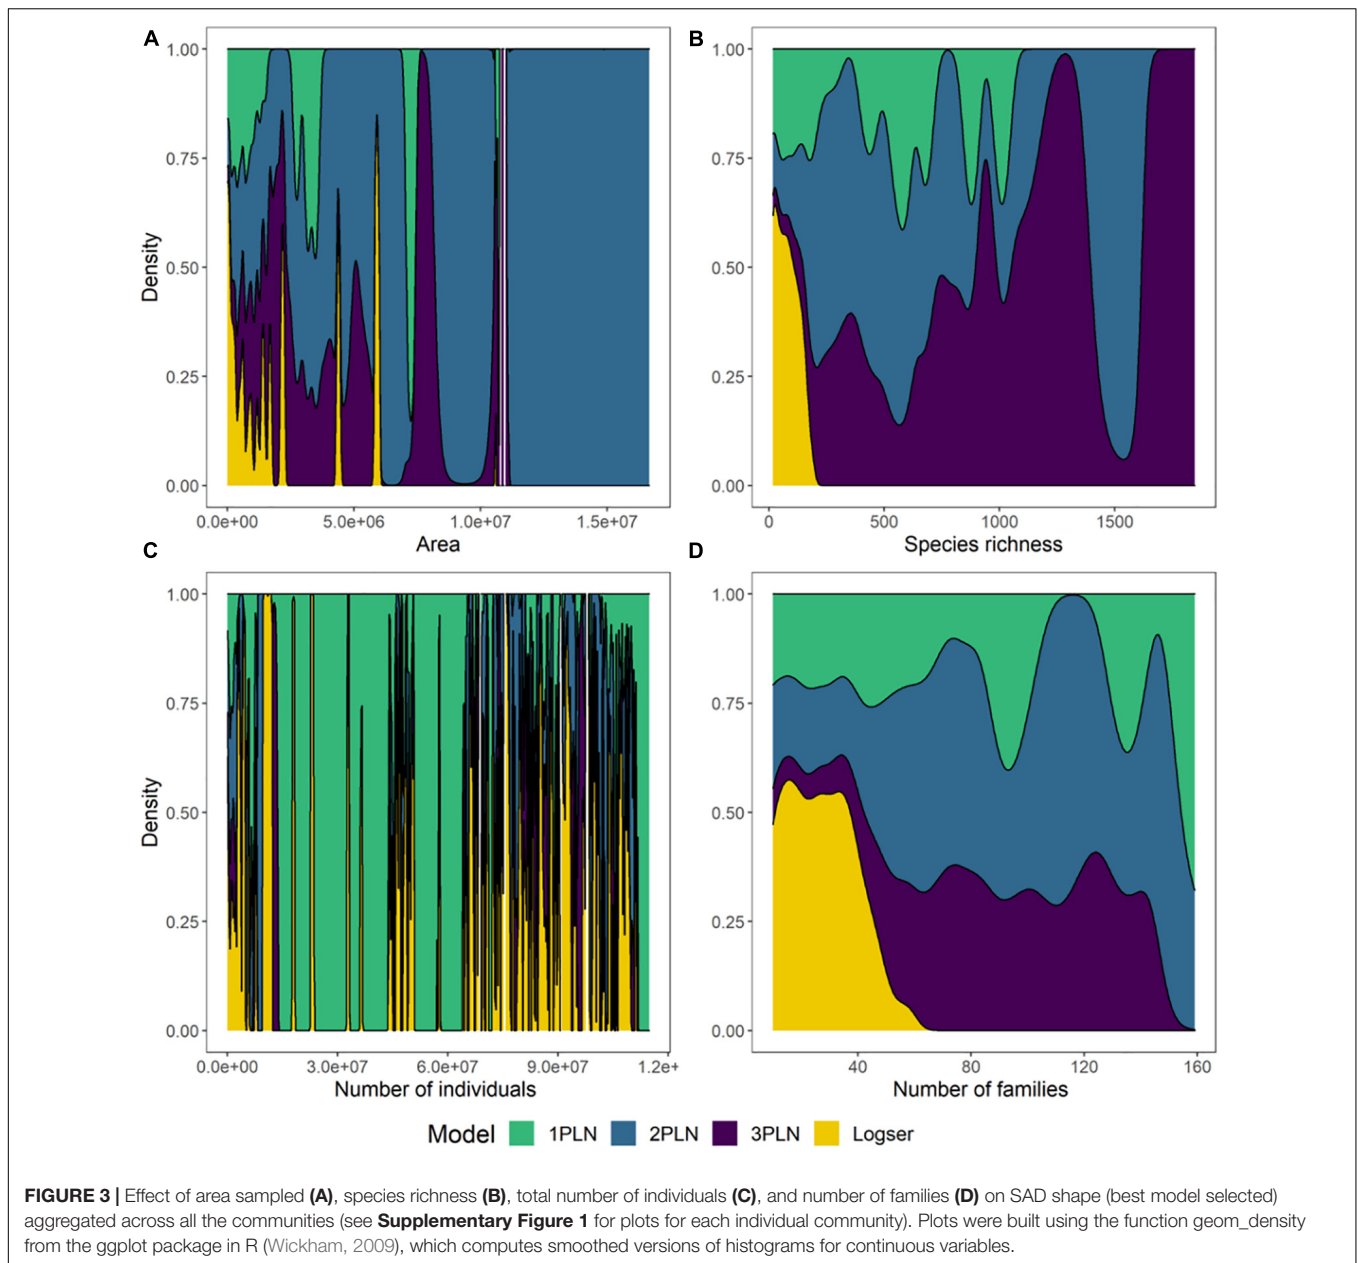 A
1.00
0.75
0.50
0.25
0.00
Density
0.0e+00 5.0e+06 1.0e+07 1.5e+07
Area
B
1.00
0.75
0.50
0.25
0.00
0 500 1000 1500
Species richness
C
1.00
0.75
0.50
0.25
0.00
Density
0.0e+00 3.0e+07 6.0e+07 9.0e+07 1.2e+
Number of individuals
D
1.00
0.75
0.50
0.25
0.00
40 80 120 160
Number of families
Model 1PLN 2PLN 3PLN Logser
FIGURE 3 | Effect of area sampled (A), species richness (B), total number of individuals (C), and number of families (D) on SAD shape (best model selected)
aggregated across all the communities (see Supplementary Figure 1 for plots for each individual community). Plots were built using the function geom_density
from the ggplot package in R (Wickham, 2009), which computes smoothed versions of histograms for continuous variables.